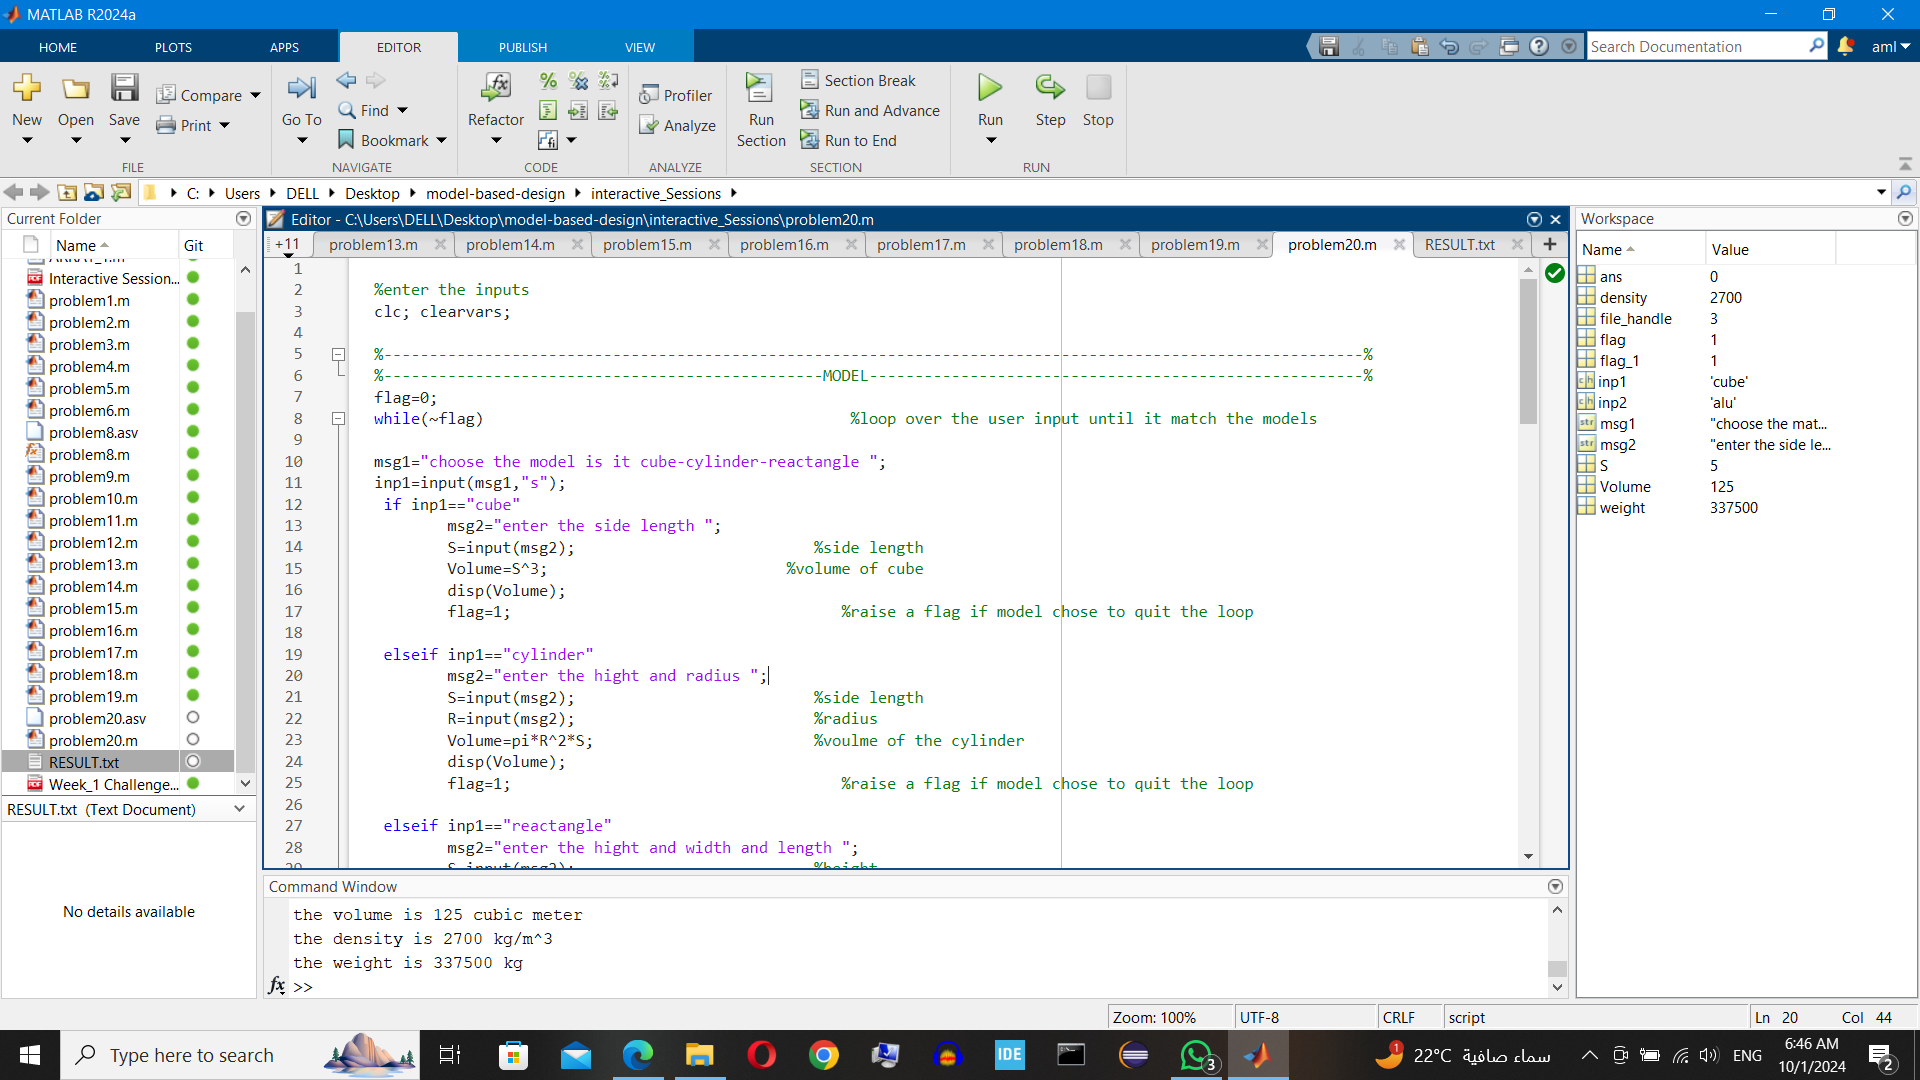 MATLAB R2024a
HOME PLOTS APPS EDITOR PUBLISH VIEW
Search Documentation
aml
New Open Save
Compare
Print
FILE
Go To
Find
Bookmark
NAVIGATE
Refactor
CODE
Profiler
Analyze
ANALYZE
Run Section
Section Break
Run and Advance
Run to End
SECTION
Run Step Stop
RUN
C: Users DELL Desktop model-based-design interactive_Sessions
Current Folder
Name Git
Interactive Session...
problem1.m
problem2.m
problem3.m
problem4.m
problem5.m
problem6.m
problem8.asv
problem8.m
problem9.m
problem10.m
problem11.m
problem12.m
problem13.m
problem14.m
problem15.m
problem16.m
problem17.m
problem18.m
problem19.m
problem20.asv
problem20.m
RESULT.txt
Week_1 Challenge...
RESULT.txt (Text Document)
No details available
Editor - C:\Users\DELL\Desktop\model-based-design\interactive_Sessions\problem20.m
+11 problem13.m problem14.m problem15.m problem16.m problem17.m problem18.m problem19.m problem20.m RESULT.txt
1
2 %enter the inputs
3 clc; clearvars;
4
5 %-----------------------------------------------------------------------------------------------------------%
6 %------------------------------------------------MODEL------------------------------------------------------%
7 flag=0;
8 while(~flag) %loop over the user input until it match the models
9
10 msg1="choose the model is it cube-cylinder-reactangle ";
11 inp1=input(msg1,"s");
12 if inp1=="cube"
13 msg2="enter the side length ";
14 S=input(msg2); %side length
15 Volume=S^3; %volume of cube
16 disp(Volume);
17 flag=1; %raise a flag if model chose to quit the loop
18
19 elseif inp1=="cylinder"
20 msg2="enter the hight and radius ";
21 S=input(msg2); %side length
22 R=input(msg2); %radius
23 Volume=pi*R^2*S; %voulme of the cylinder
24 disp(Volume);
25 flag=1; %raise a flag if model chose to quit the loop
26
27 elseif inp1=="reactangle"
28 msg2="enter the hight and width and length ";
29 S=input(msg2); %height
Command Window
the volume is 125 cubic meter
the density is 2700 kg/m^3
the weight is 337500 kg
fx >>
Workspace
Name Value
ans 0
density 2700
file_handle 3
flag 1
flag_1 1
inp1 'cube'
inp2 'alu'
msg1 "choose the mat...
msg2 "enter the side le...
S 5
Volume 125
weight 337500
Zoom: 100% UTF-8 CRLF script Ln 20 Col 44
Type here to search
IDE
3
1
22°C سماء صافية
ENG
6:46 AM
10/1/2024
2